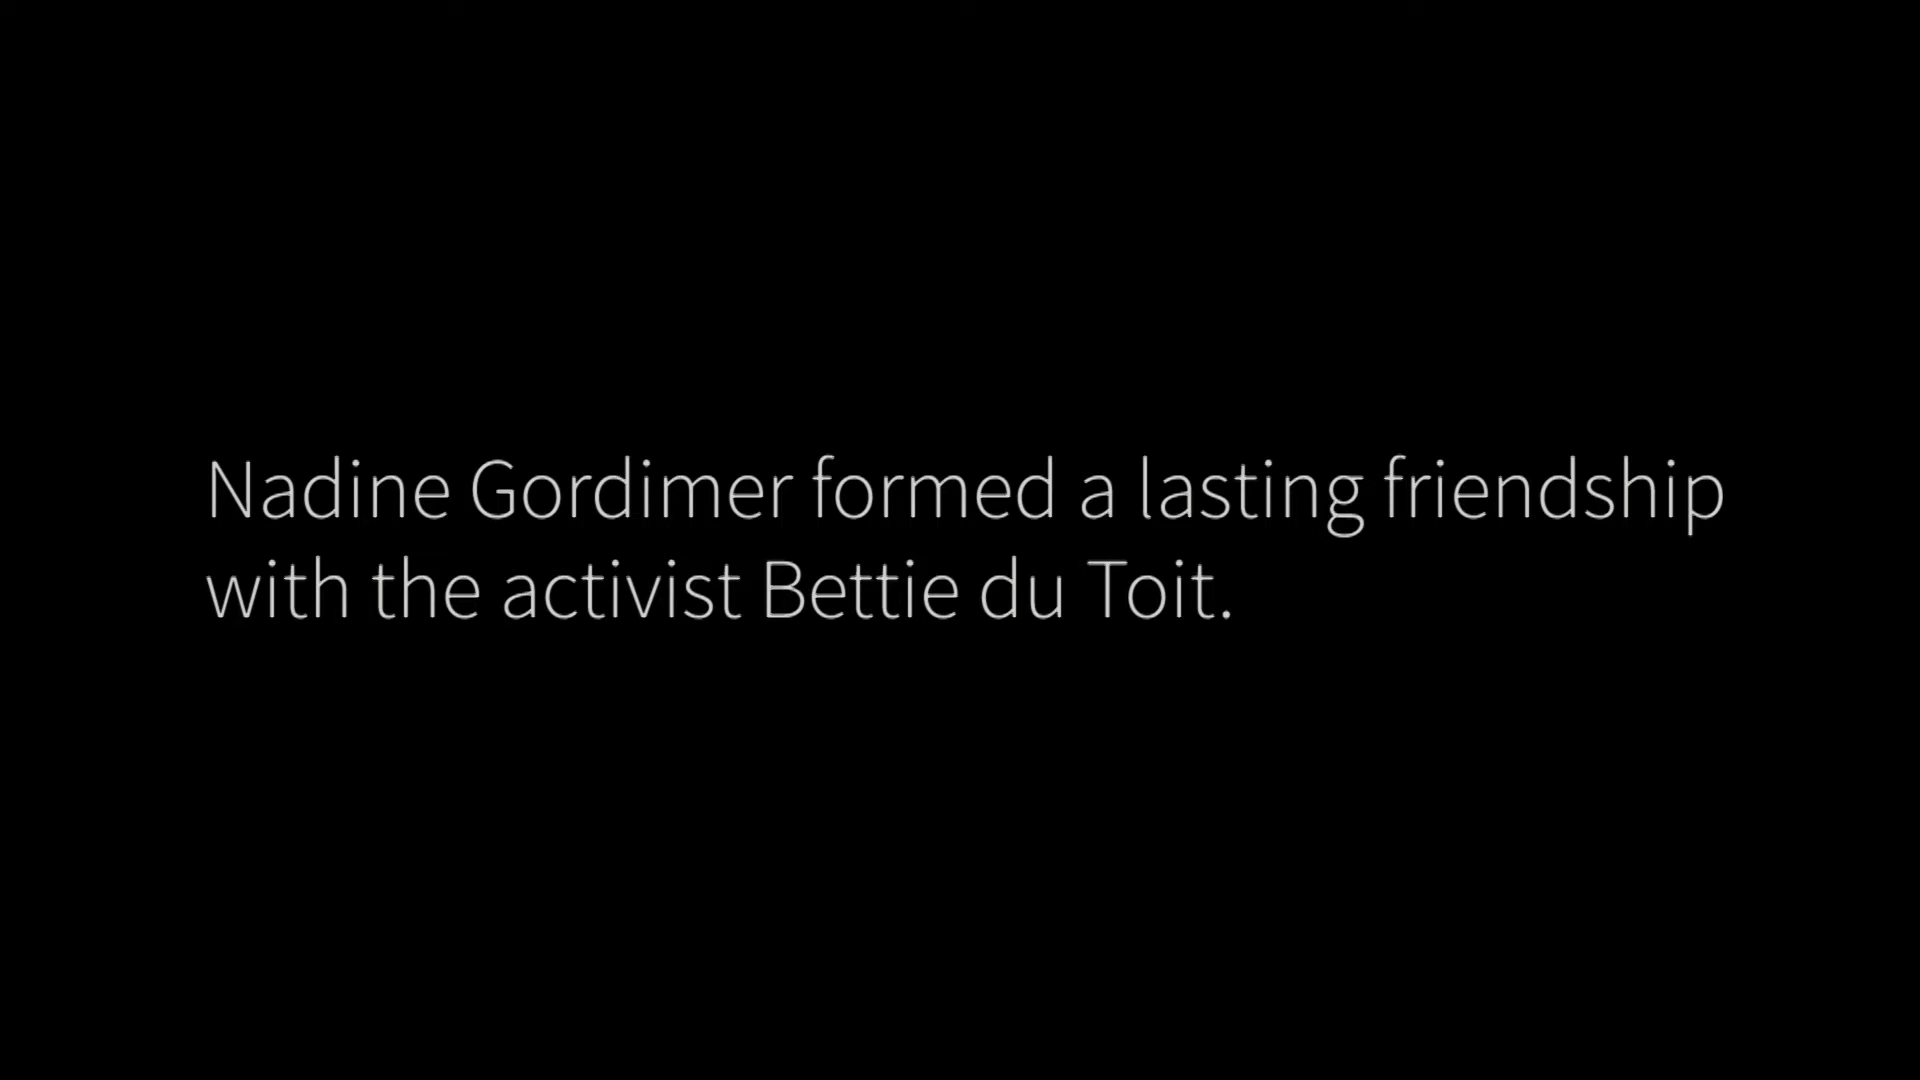 Nadine Gordimer formed a lasting friendship
with the activist Bettie du Toit.